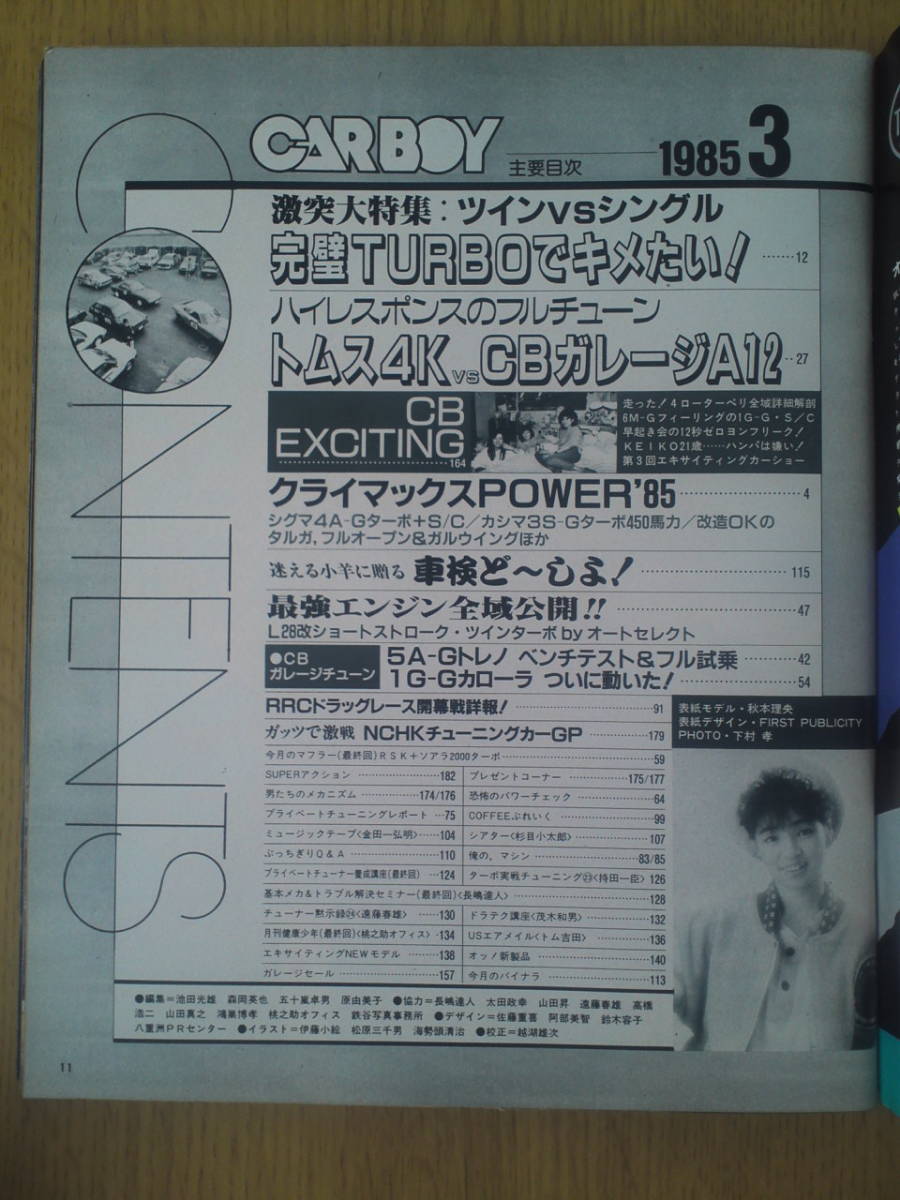 CONTENTS
CARBOY
主要目次
1985 3
激突大特集：ツインvsシングル
完璧TURBOでキメたい！ ……12
ハイレスポンスのフルチューン
トムス4K vs CBガレージA12 …27
CB
EXCITING
164
走った！4ローターペリ全域詳細解剖
6M-Gフィーリングの1G-G・S／C
早起き会の12秒ゼロヨンフリーク！
KEIKO21歳……ハンパは嫌い！
第3回エキサイティングカーショー
クライマックスPOWER'85 ……4
シグマ4A-Gターボ＋S/C／カシマ3S-Gターボ450馬力／改造OKの
タルガ，フルオープン&ガルウイングほか
迷える小羊に贈る 車検ど〜しよ！ ……115
最強エンジン全域公開!! ……47
L28改ショートストローク・ツインターボ by オートセレクト
●CB
ガレージチューン
5A-Gトレノ ベンチテスト&フル試乗 ……42
1G-Gカローラ ついに動いた！ ……54
RRCドラッグレース開幕戦詳報！ 91
ガッツで激戦 NCHKチューニングカーGP ……179
今月のマフラー（最終回）RSK＋ソアラ2000ターボ ……59
SUPERアクション ……182
プレゼントコーナー ……175/177
男たちのメカニズム ……174/176
恐怖のパワーチェック ……64
プライベートチューニングレポート …75
COFFEEぶれいく ……99
ミュージックテープ〈金田一弘明〉……104
シアター〈杉目小太郎〉……107
ぶっちぎりQ&A ……110
俺の，マシン ……83/85
プライベートチューナー養成講座（最終回）…124
ターボ実戦チューニング㉓〈持田一臣〉126
基本メカ&トラブル解決セミナー（最終回）〈長嶋達人〉……128
チューナー黙示録㉔〈遠藤春雄〉……130
ドラテク講座〈茂木和男〉……132
月刊健康少年（最終回）〈桃之助オフィス〉…134
USエアメイル〈トム吉田〉……136
エキサイティングNEWモデル ……138
オッノ新製品 ……140
ガレージセール ……157
今月のバイナラ ……113
表紙モデル・秋本理央
表紙デザイン・FIRST PUBLICITY
PHOTO・下村 孝
●編集＝池田光雄 森岡英也 五十嵐卓男 原由美子 ●協力＝長嶋達人 太田政幸 山田昇 遠藤春雄 高橋
浩二 山田真之 鴻巣博孝 桃之助オフィス 鉄谷写真事務所 ●デザイン＝佐藤重喜 阿部美智 鈴木容子
八重洲PRセンター ●イラスト＝伊藤小絵 松原三千男 海勢頭清治 ●校正＝越湖雄次
11